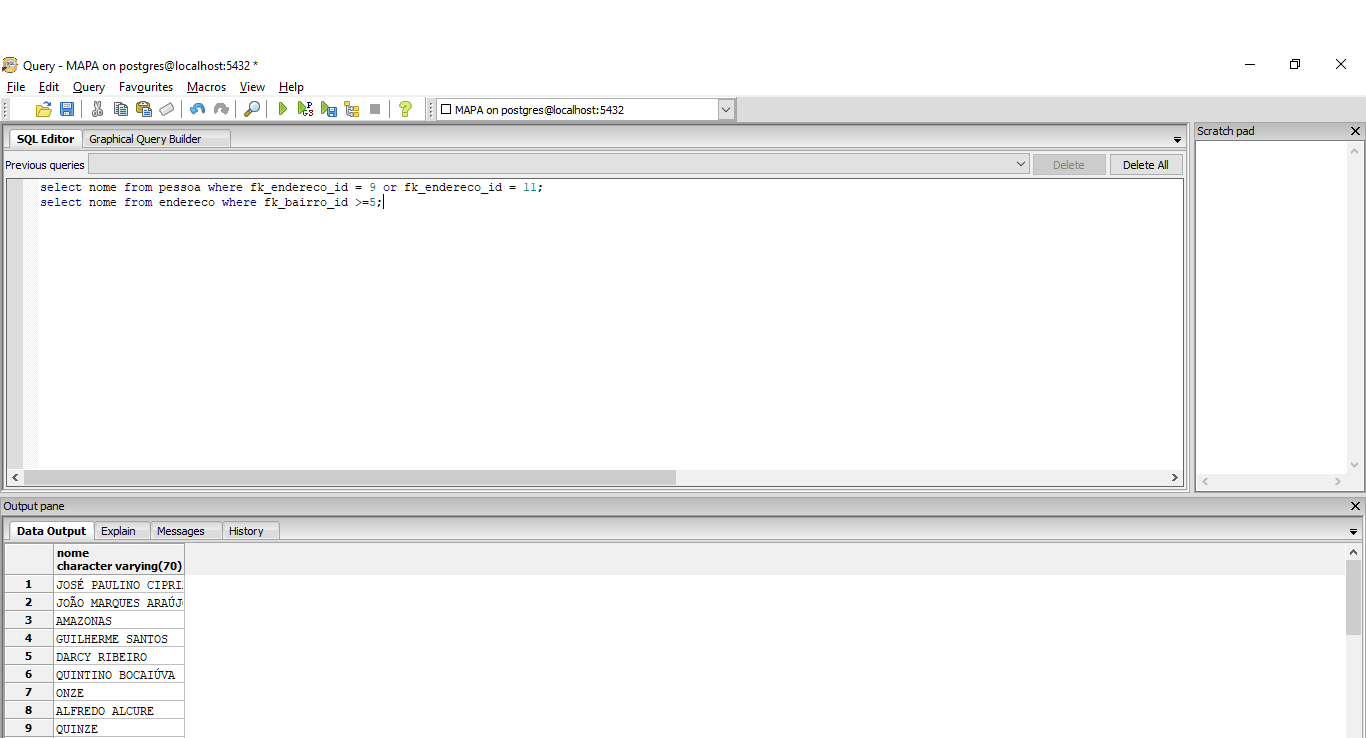 Query - MAPA on postgres@localhost:5432 *
File Edit Query Favourites Macros View Help
MAPA on postgres@localhost:5432
SQL Editor Graphical Query Builder
Scratch pad
Previous queries Delete Delete All
select nome from pessoa where fk_endereco_id = 9 or fk_endereco_id = 11;
select nome from endereco where fk_bairro_id >=5;
Output pane
Data Output Explain Messages History
nome
character varying(70)
1 JOSÉ PAULINO CIPRI
2 JOÃO MARQUES ARAÚJ
3 AMAZONAS
4 GUILHERME SANTOS
5 DARCY RIBEIRO
6 QUINTINO BOCAIÚVA
7 ONZE
8 ALFREDO ALCURE
9 QUINZE